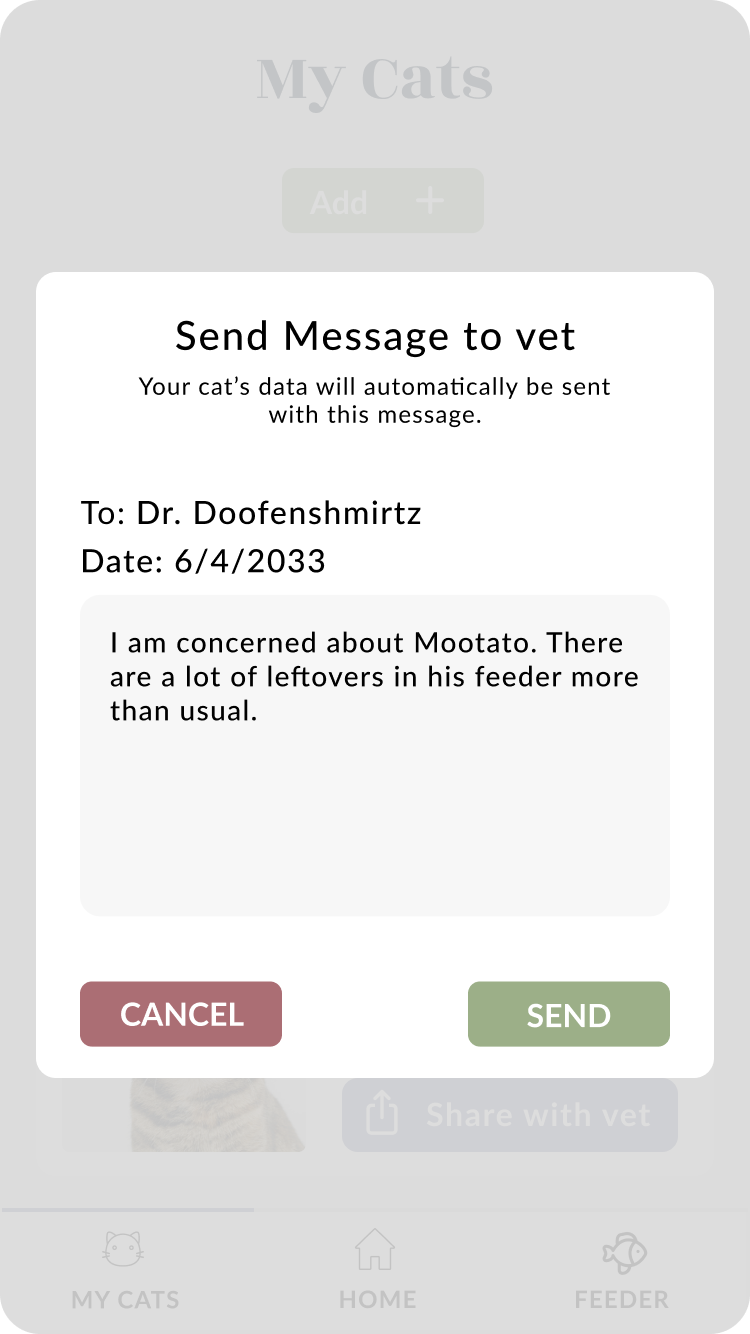 My Cats
Add +
Send Message to vet
Your cat’s data will automatically be sent
with this message.
To: Dr. Doofenshmirtz
Date: 6/4/2033
I am concerned about Mootato. There
are a lot of leftovers in his feeder more
than usual.
CANCEL
SEND
Share with vet
MY CATS
HOME
FEEDER